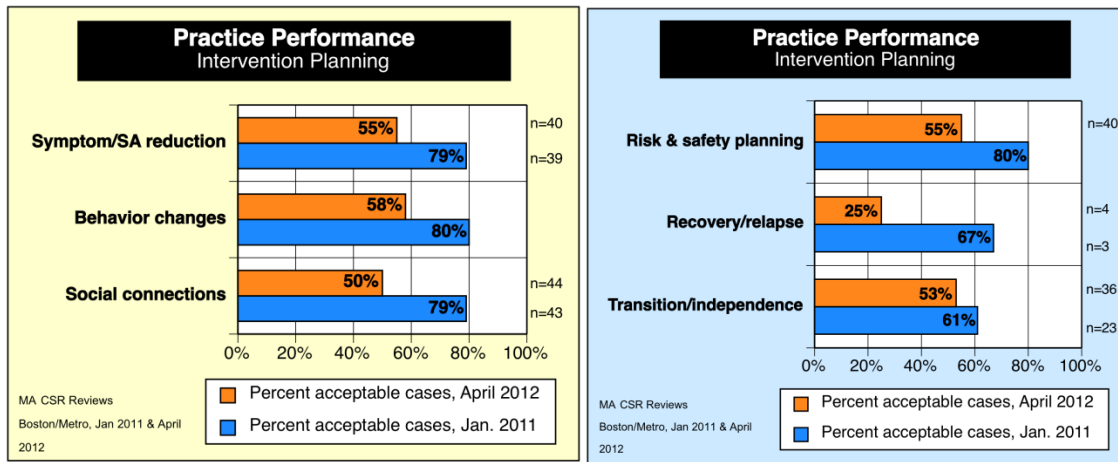 Practice Performance
Intervention Planning
Symptom/SA reduction
55%
79%
n=40
n=39
Behavior changes
58%
80%
Social connections
50%
79%
n=44
n=43
0% 20% 40% 60% 80% 100%
MA CSR Reviews
Boston/Metro, Jan 2011 & April
2012
Percent acceptable cases, April 2012
Percent acceptable cases, Jan. 2011
Practice Performance
Intervention Planning
Risk & safety planning
55%
80%
n=40
Recovery/relapse
25%
67%
n=4
n=3
Transition/independence
53%
61%
n=36
n=23
0% 20% 40% 60% 80% 100%
MA CSR Reviews
Boston/Metro, Jan 2011 & April
2012
Percent acceptable cases, April 2012
Percent acceptable cases, Jan. 2011